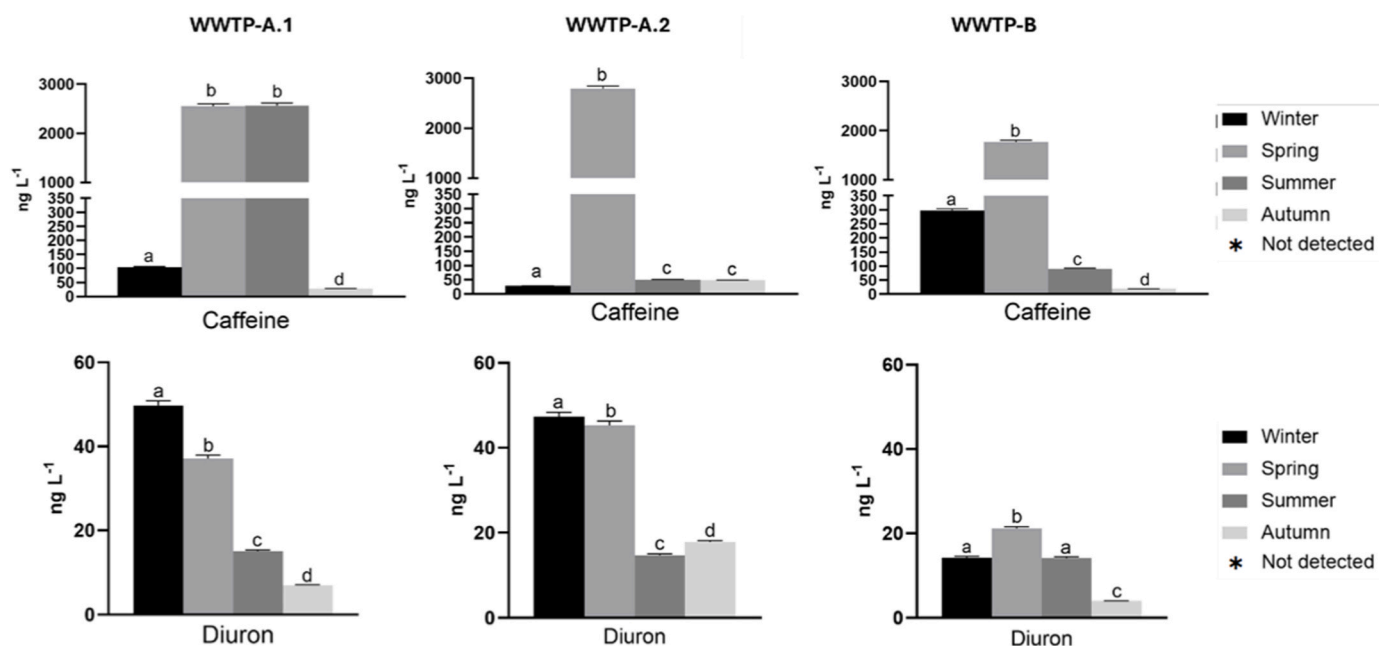 WWTP-A.1
WWTP-A.2
WWTP-B
ng L-1
3000
2500
2000
1000
350
300
250
200
150
100
50
0
a
b
b
d
Caffeine
ng L-1
3000
2000
1000
350
300
250
200
150
100
50
0
a
b
c
c
Caffeine
ng L-1
3000
2000
1000
350
300
250
200
150
100
50
0
a
b
c
d
Caffeine
Winter
Spring
Summer
Autumn
* Not detected
ng L-1
60
40
20
0
a
b
c
d
Diuron
ng L-1
60
40
20
0
a
b
c
d
Diuron
ng L-1
60
40
20
0
a
b
a
c
Diuron
Winter
Spring
Summer
Autumn
* Not detected